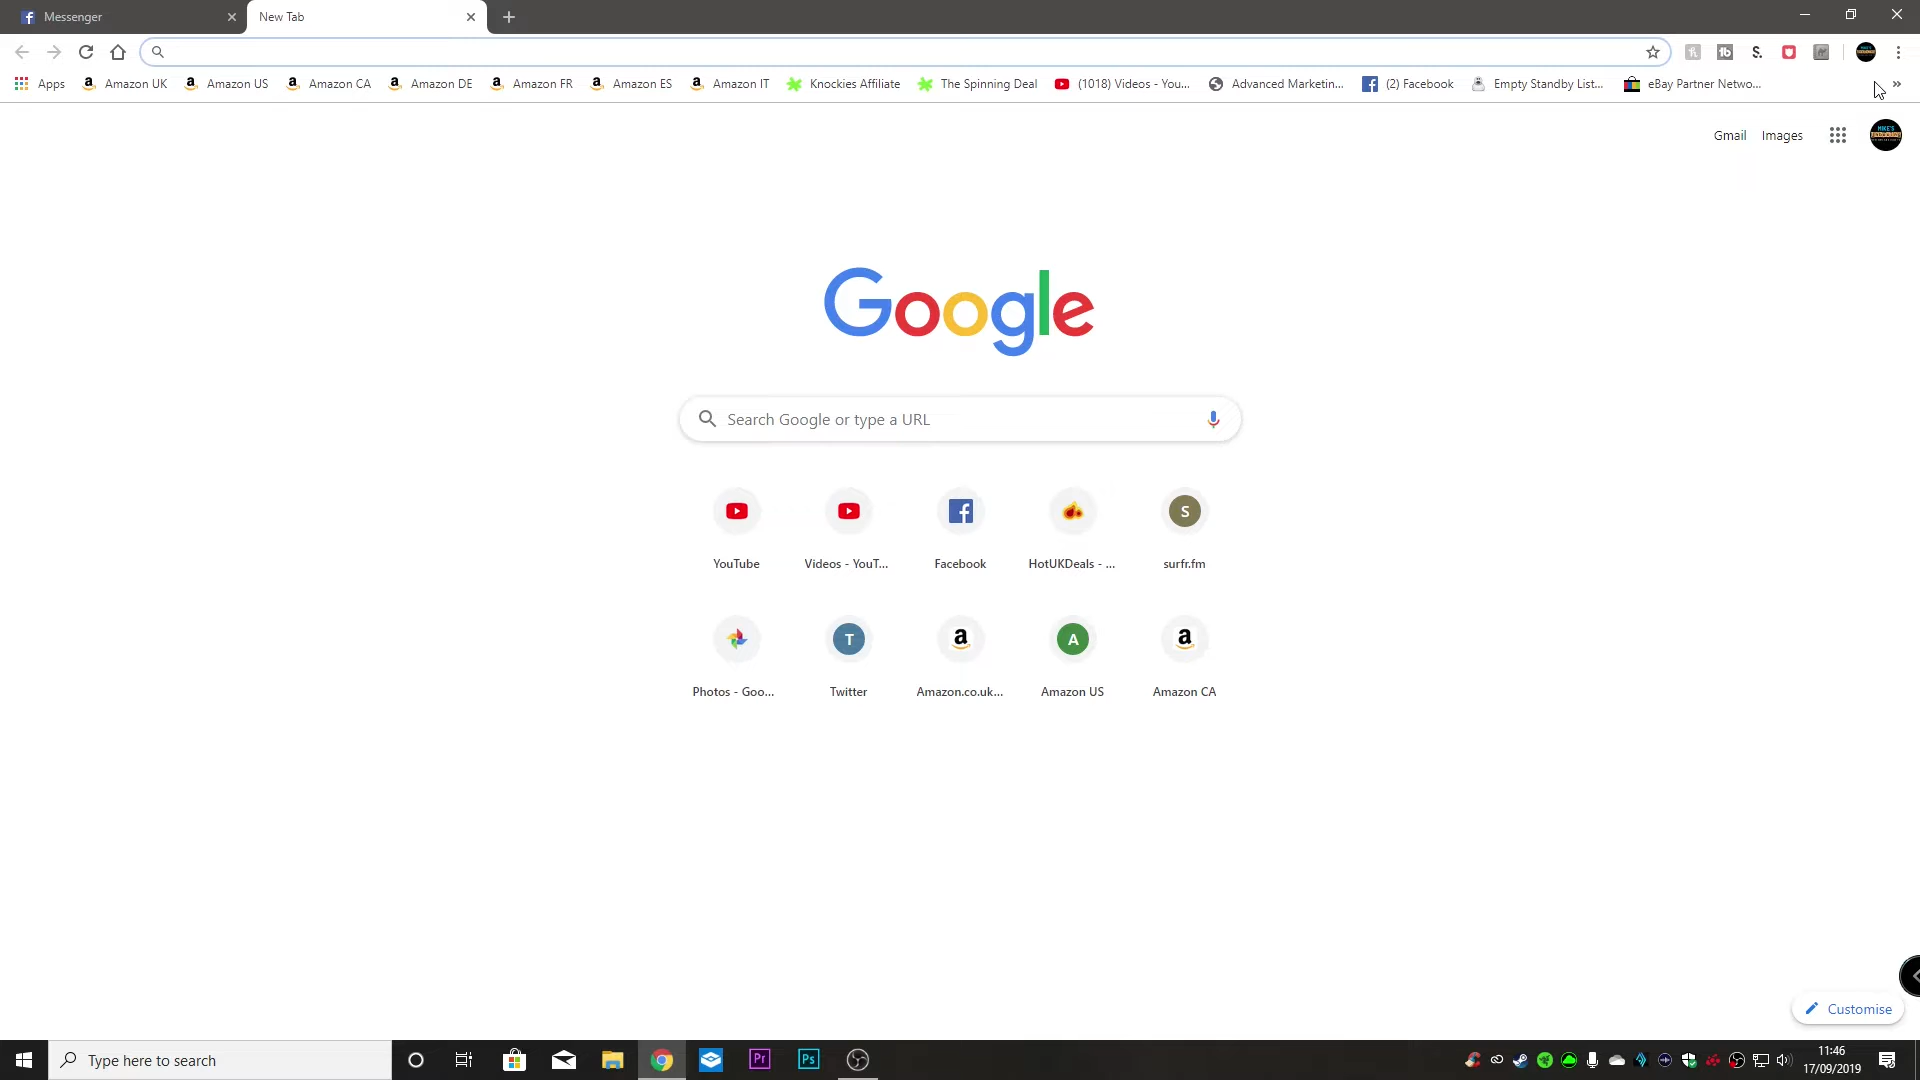 Messenger
New Tab
Apps
Amazon UK
Amazon US
Amazon CA
Amazon DE
Amazon FR
Amazon ES
Amazon IT
Knockies Affiliate
The Spinning Deal
(1018) Videos - You...
Advanced Marketin...
(2) Facebook
Empty Standby List...
eBay Partner Netwo...
Gmail
Images
Google
Search Google or type a URL
YouTube
Videos - YouT...
Facebook
HotUKDeals - ...
S
surfr.fm
Photos - Goo...
T
Twitter
Amazon.co.uk...
A
Amazon US
Amazon CA
Customise
Type here to search
Pr
Ps
11:46
17/09/2019